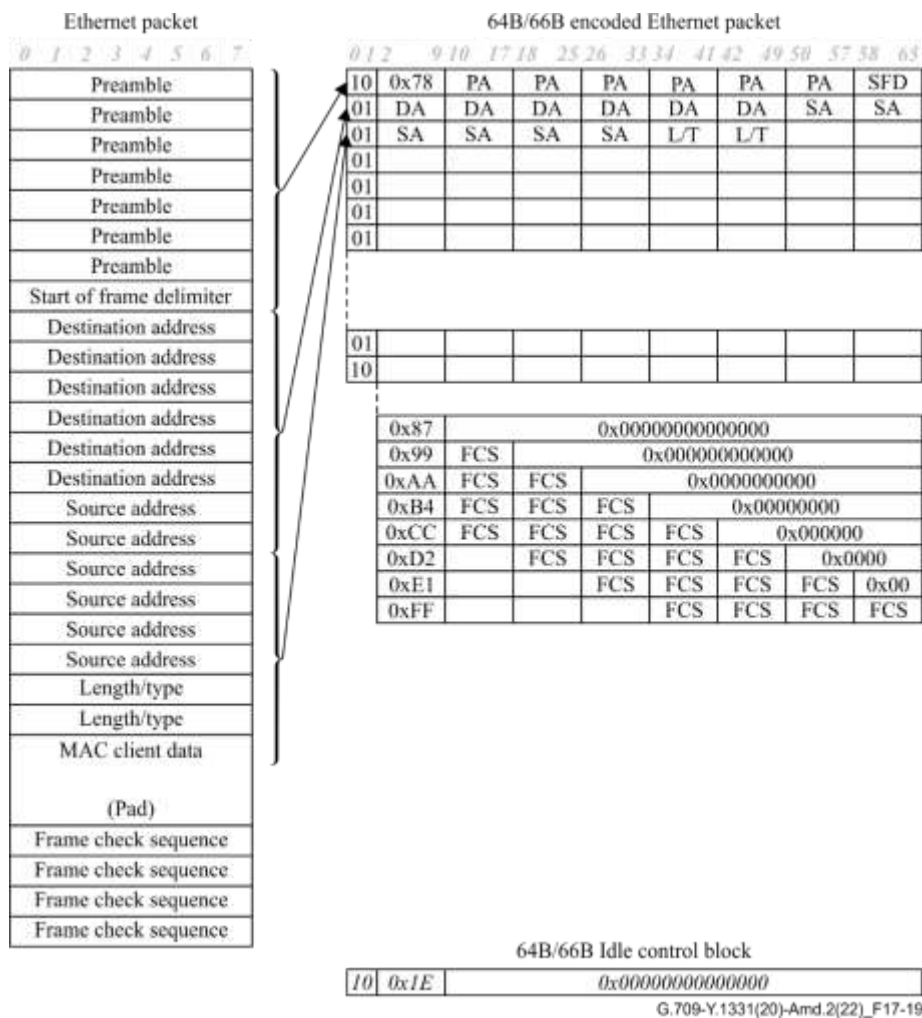 Ethernet packet
64B/66B encoded Ethernet packet
0 1 2 3 4 5 6 7
0 1 2 9 10 17 18 25 26 33 34 41 42 49 50 57 58 65
Preamble
Preamble
Preamble
Preamble
Preamble
Preamble
Preamble
Start of frame delimiter
Destination address
Destination address
Destination address
Destination address
Destination address
Destination address
Source address
Source address
Source address
Source address
Source address
Source address
Length/type
Length/type
MAC client data
(Pad)
Frame check sequence
Frame check sequence
Frame check sequence
Frame check sequence
10 0x78 PA PA PA PA PA PA SFD
01 DA DA DA DA DA DA SA SA
01 SA SA SA SA L/T L/T
01
01
01
01
01
10
0x87 0x00000000000000
0x99 FCS 0x000000000000
0xAA FCS FCS 0x0000000000
0xB4 FCS FCS FCS 0x00000000
0xCC FCS FCS FCS FCS 0x000000
0xD2 FCS FCS FCS FCS 0x0000
0xE1 FCS FCS FCS FCS 0x00
0xFF FCS FCS FCS FCS
64B/66B Idle control block
10 0x1E 0x00000000000000
G.709-Y.1331(20)-Amd.2(22)_F17-19